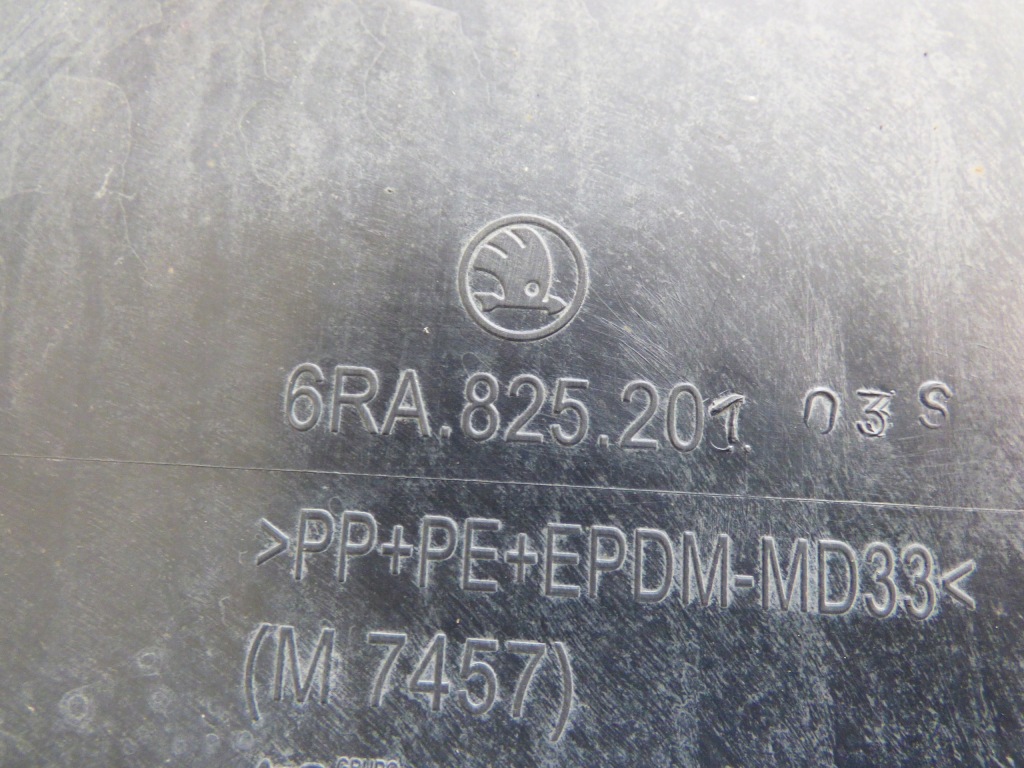 6RA.825.201 03 S
>PP+PE+EPDM-MD33<
(M 7457)